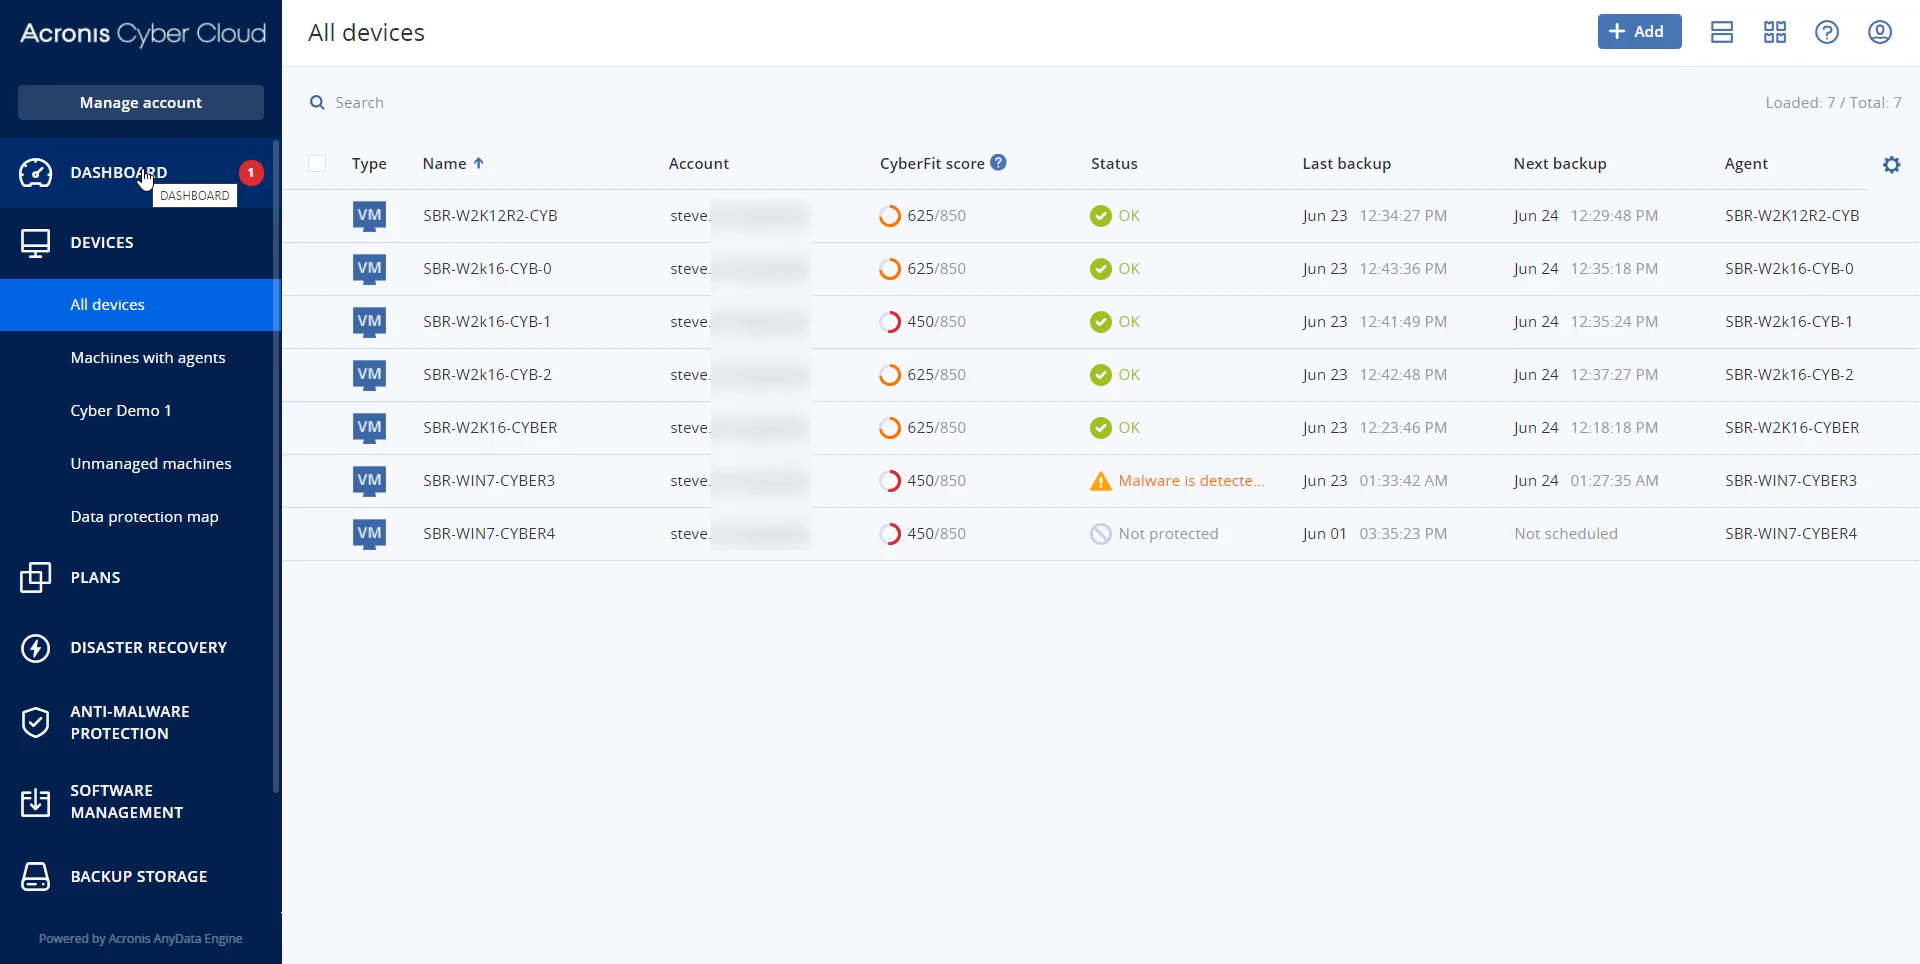 Acronis Cyber Cloud
All devices
+ Add
Manage account
Search
Loaded: 7 / Total: 7
DASHBOARD 1
DASHBOARD
DEVICES
All devices
Machines with agents
Cyber Demo 1
Unmanaged machines
Data protection map
PLANS
DISASTER RECOVERY
ANTI-MALWARE
PROTECTION
SOFTWARE
MANAGEMENT
BACKUP STORAGE
Powered by Acronis AnyData Engine
Type Name Account CyberFit score ? Status Last backup Next backup Agent
VM SBR-W2K12R2-CYB steve. 625/850 OK Jun 23 12:34:27 PM Jun 24 12:29:48 PM SBR-W2K12R2-CYB
VM SBR-W2k16-CYB-0 steve. 625/850 OK Jun 23 12:43:36 PM Jun 24 12:35:18 PM SBR-W2k16-CYB-0
VM SBR-W2k16-CYB-1 steve. 450/850 OK Jun 23 12:41:49 PM Jun 24 12:35:24 PM SBR-W2k16-CYB-1
VM SBR-W2k16-CYB-2 steve. 625/850 OK Jun 23 12:42:48 PM Jun 24 12:37:27 PM SBR-W2k16-CYB-2
VM SBR-W2K16-CYBER steve. 625/850 OK Jun 23 12:23:46 PM Jun 24 12:18:18 PM SBR-W2K16-CYBER
VM SBR-WIN7-CYBER3 steve. 450/850 Malware is detecte... Jun 23 01:33:42 AM Jun 24 01:27:35 AM SBR-WIN7-CYBER3
VM SBR-WIN7-CYBER4 steve. 450/850 Not protected Jun 01 03:35:23 PM Not scheduled SBR-WIN7-CYBER4